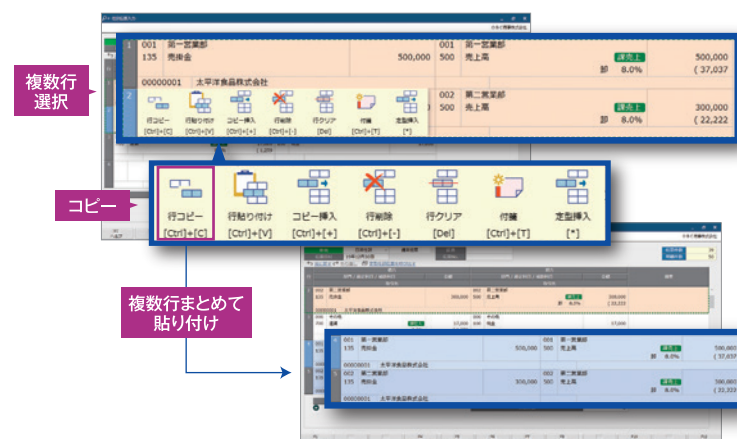 複数行
選択
1 001 第一営業部 001 第一営業部
135 売掛金 500,000 500 売上高 課売上 500,000
卸 8.0% ( 37,037
00000001 太平洋食品株式会社
2 002 第二営業部
500 売上高 課売上 300,000
卸 8.0% ( 22,222
行コピー 行貼り付け コピー挿入 行削除 行クリア 付箋 定型挿入
[Ctrl]+[C] [Ctrl]+[V] [Ctrl]+[+] [Ctrl]+[-] [Del] [Ctrl]+[T] [*]
コピー
行コピー 行貼り付け コピー挿入 行削除 行クリア 付箋 定型挿入
[Ctrl]+[C] [Ctrl]+[V] [Ctrl]+[+] [Ctrl]+[-] [Del] [Ctrl]+[T] [*]
複数行まとめて
貼り付け
001 第一営業部 001 第一営業部
135 売掛金 500,000 500 売上高 課売上 500,000
卸 8.0% ( 37,037
00000001 太平洋食品株式会社
002 第二営業部 002 第二営業部
135 売掛金 300,000 500 売上高 課売上 300,000
卸 8.0% ( 22,222
00000001 太平洋食品株式会社